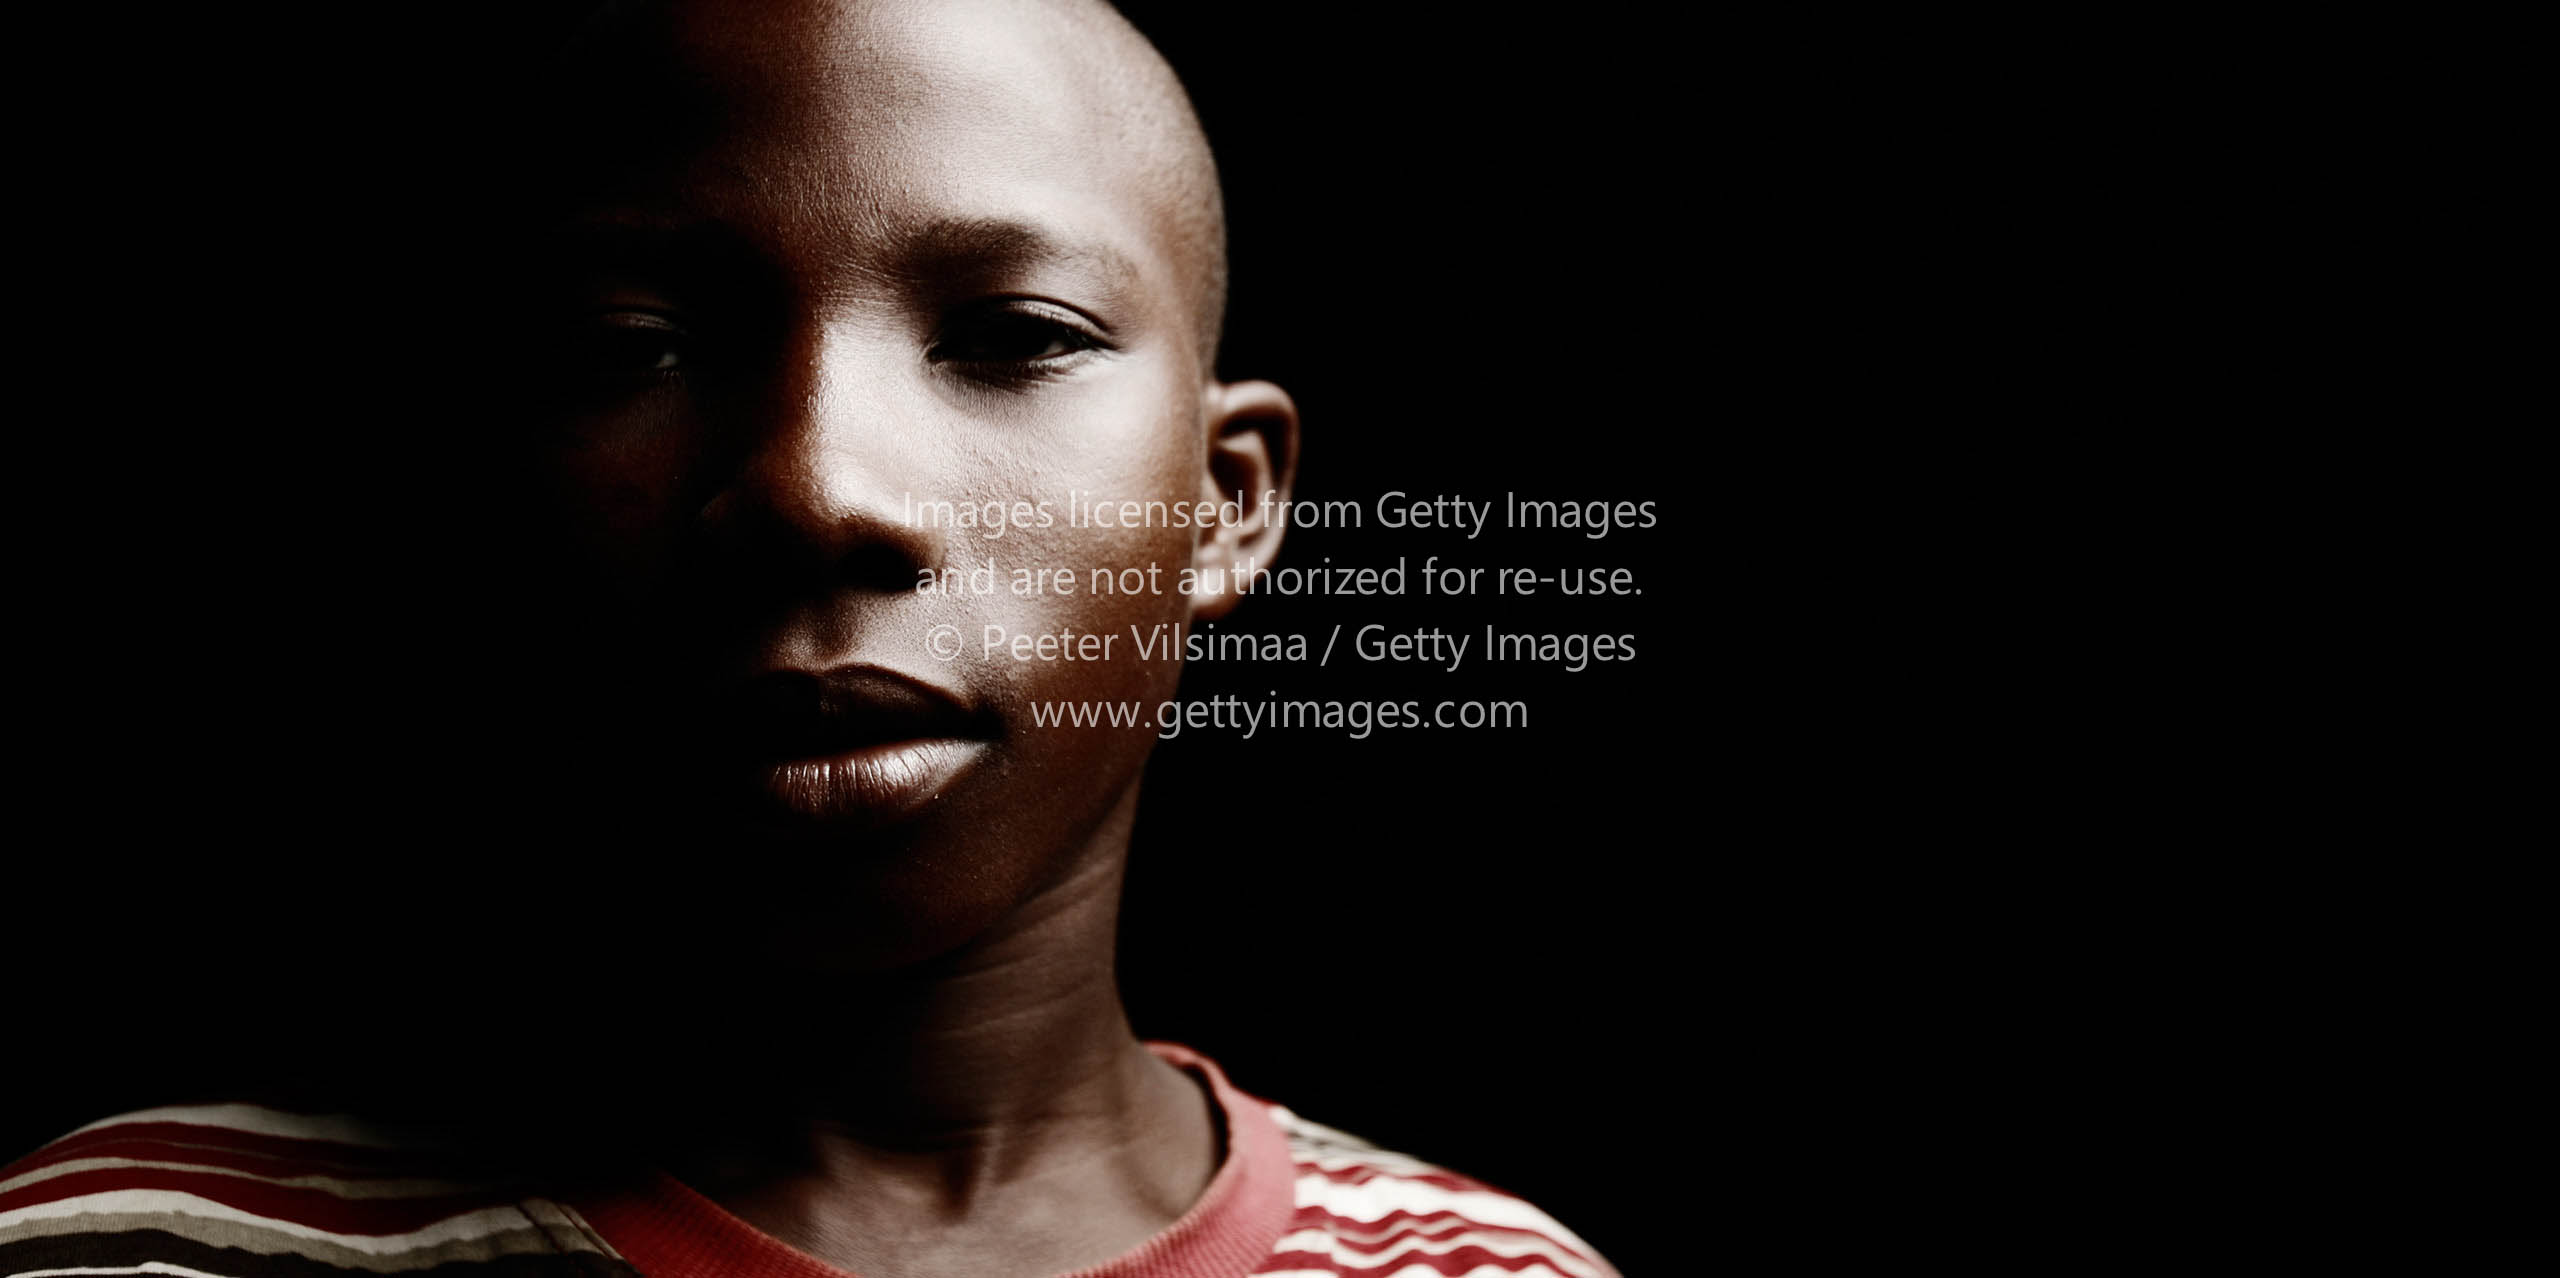 Images licensed from Getty Images
and are not authorized for re-use.
© Peeter Vilsimaa / Getty Images
www.gettyimages.com